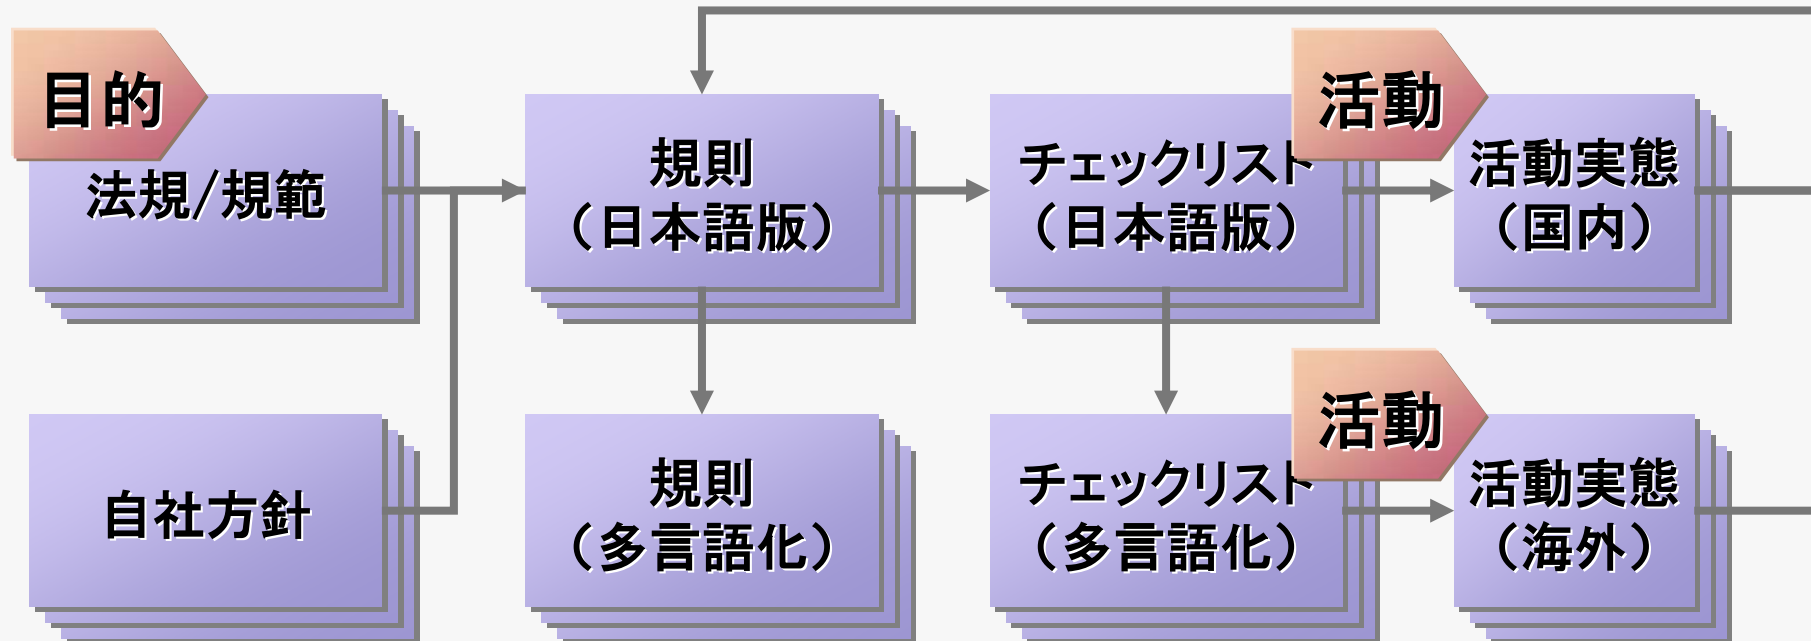 目的
法規/規範
規則
（日本語版）
チェックリスト
（日本語版）
活動
活動実態
（国内）
自社方針
規則
（多言語化）
チェックリスト
（多言語化）
活動
活動実態
（海外）